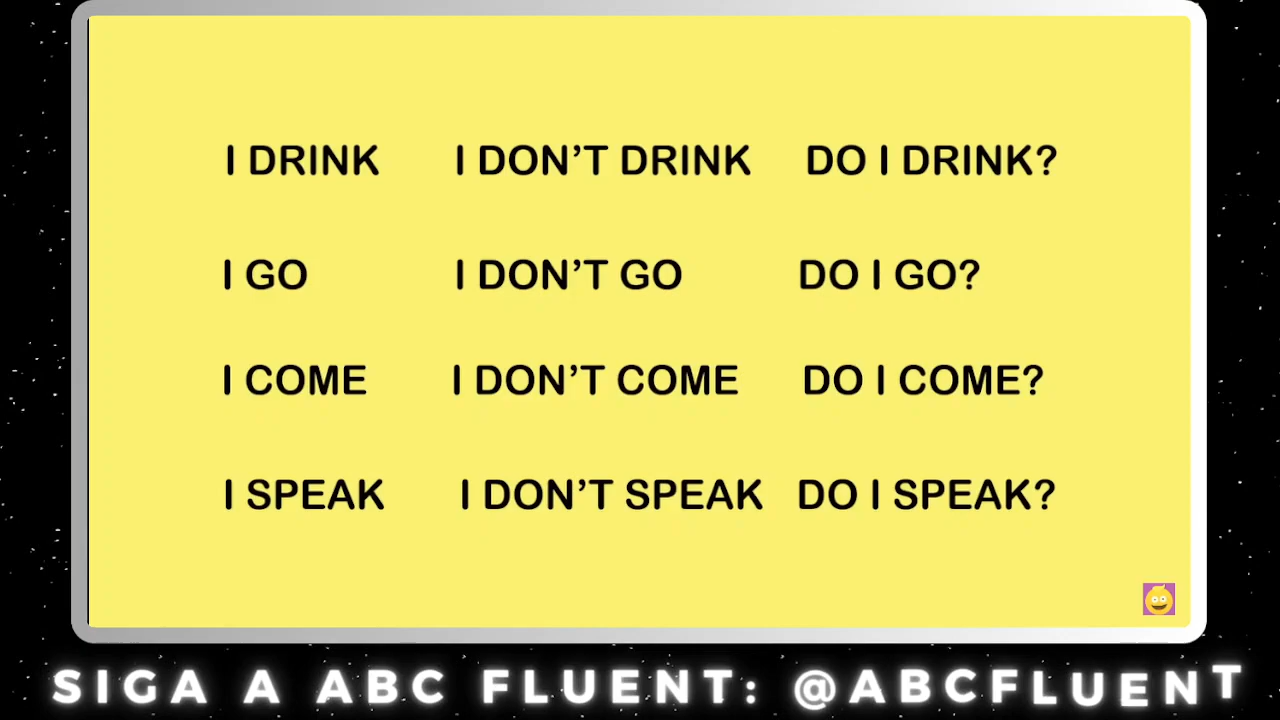 I DRINK I DON’T DRINK DO I DRINK?
I GO I DON’T GO DO I GO?
I COME I DON’T COME DO I COME?
I SPEAK I DON’T SPEAK DO I SPEAK?
SIGA A ABC FLUENT: @ABCFLUENT